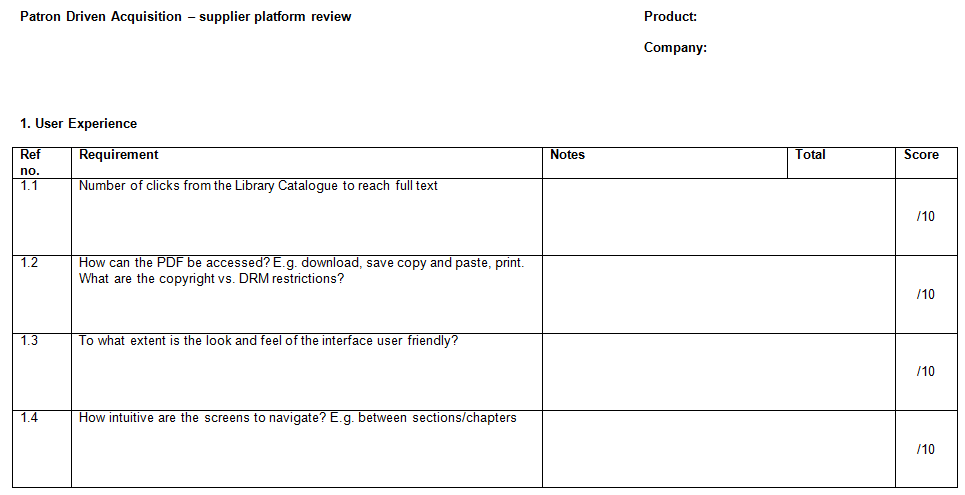 Patron Driven Acquisition – supplier platform review
Product:
Company:
1. User Experience
Ref no.
Requirement
Notes
Total
Score
1.1
Number of clicks from the Library Catalogue to reach full text
/10
1.2
How can the PDF be accessed? E.g. download, save copy and paste, print.
What are the copyright vs. DRM restrictions?
/10
1.3
To what extent is the look and feel of the interface user friendly?
/10
1.4
How intuitive are the screens to navigate? E.g. between sections/chapters
/10